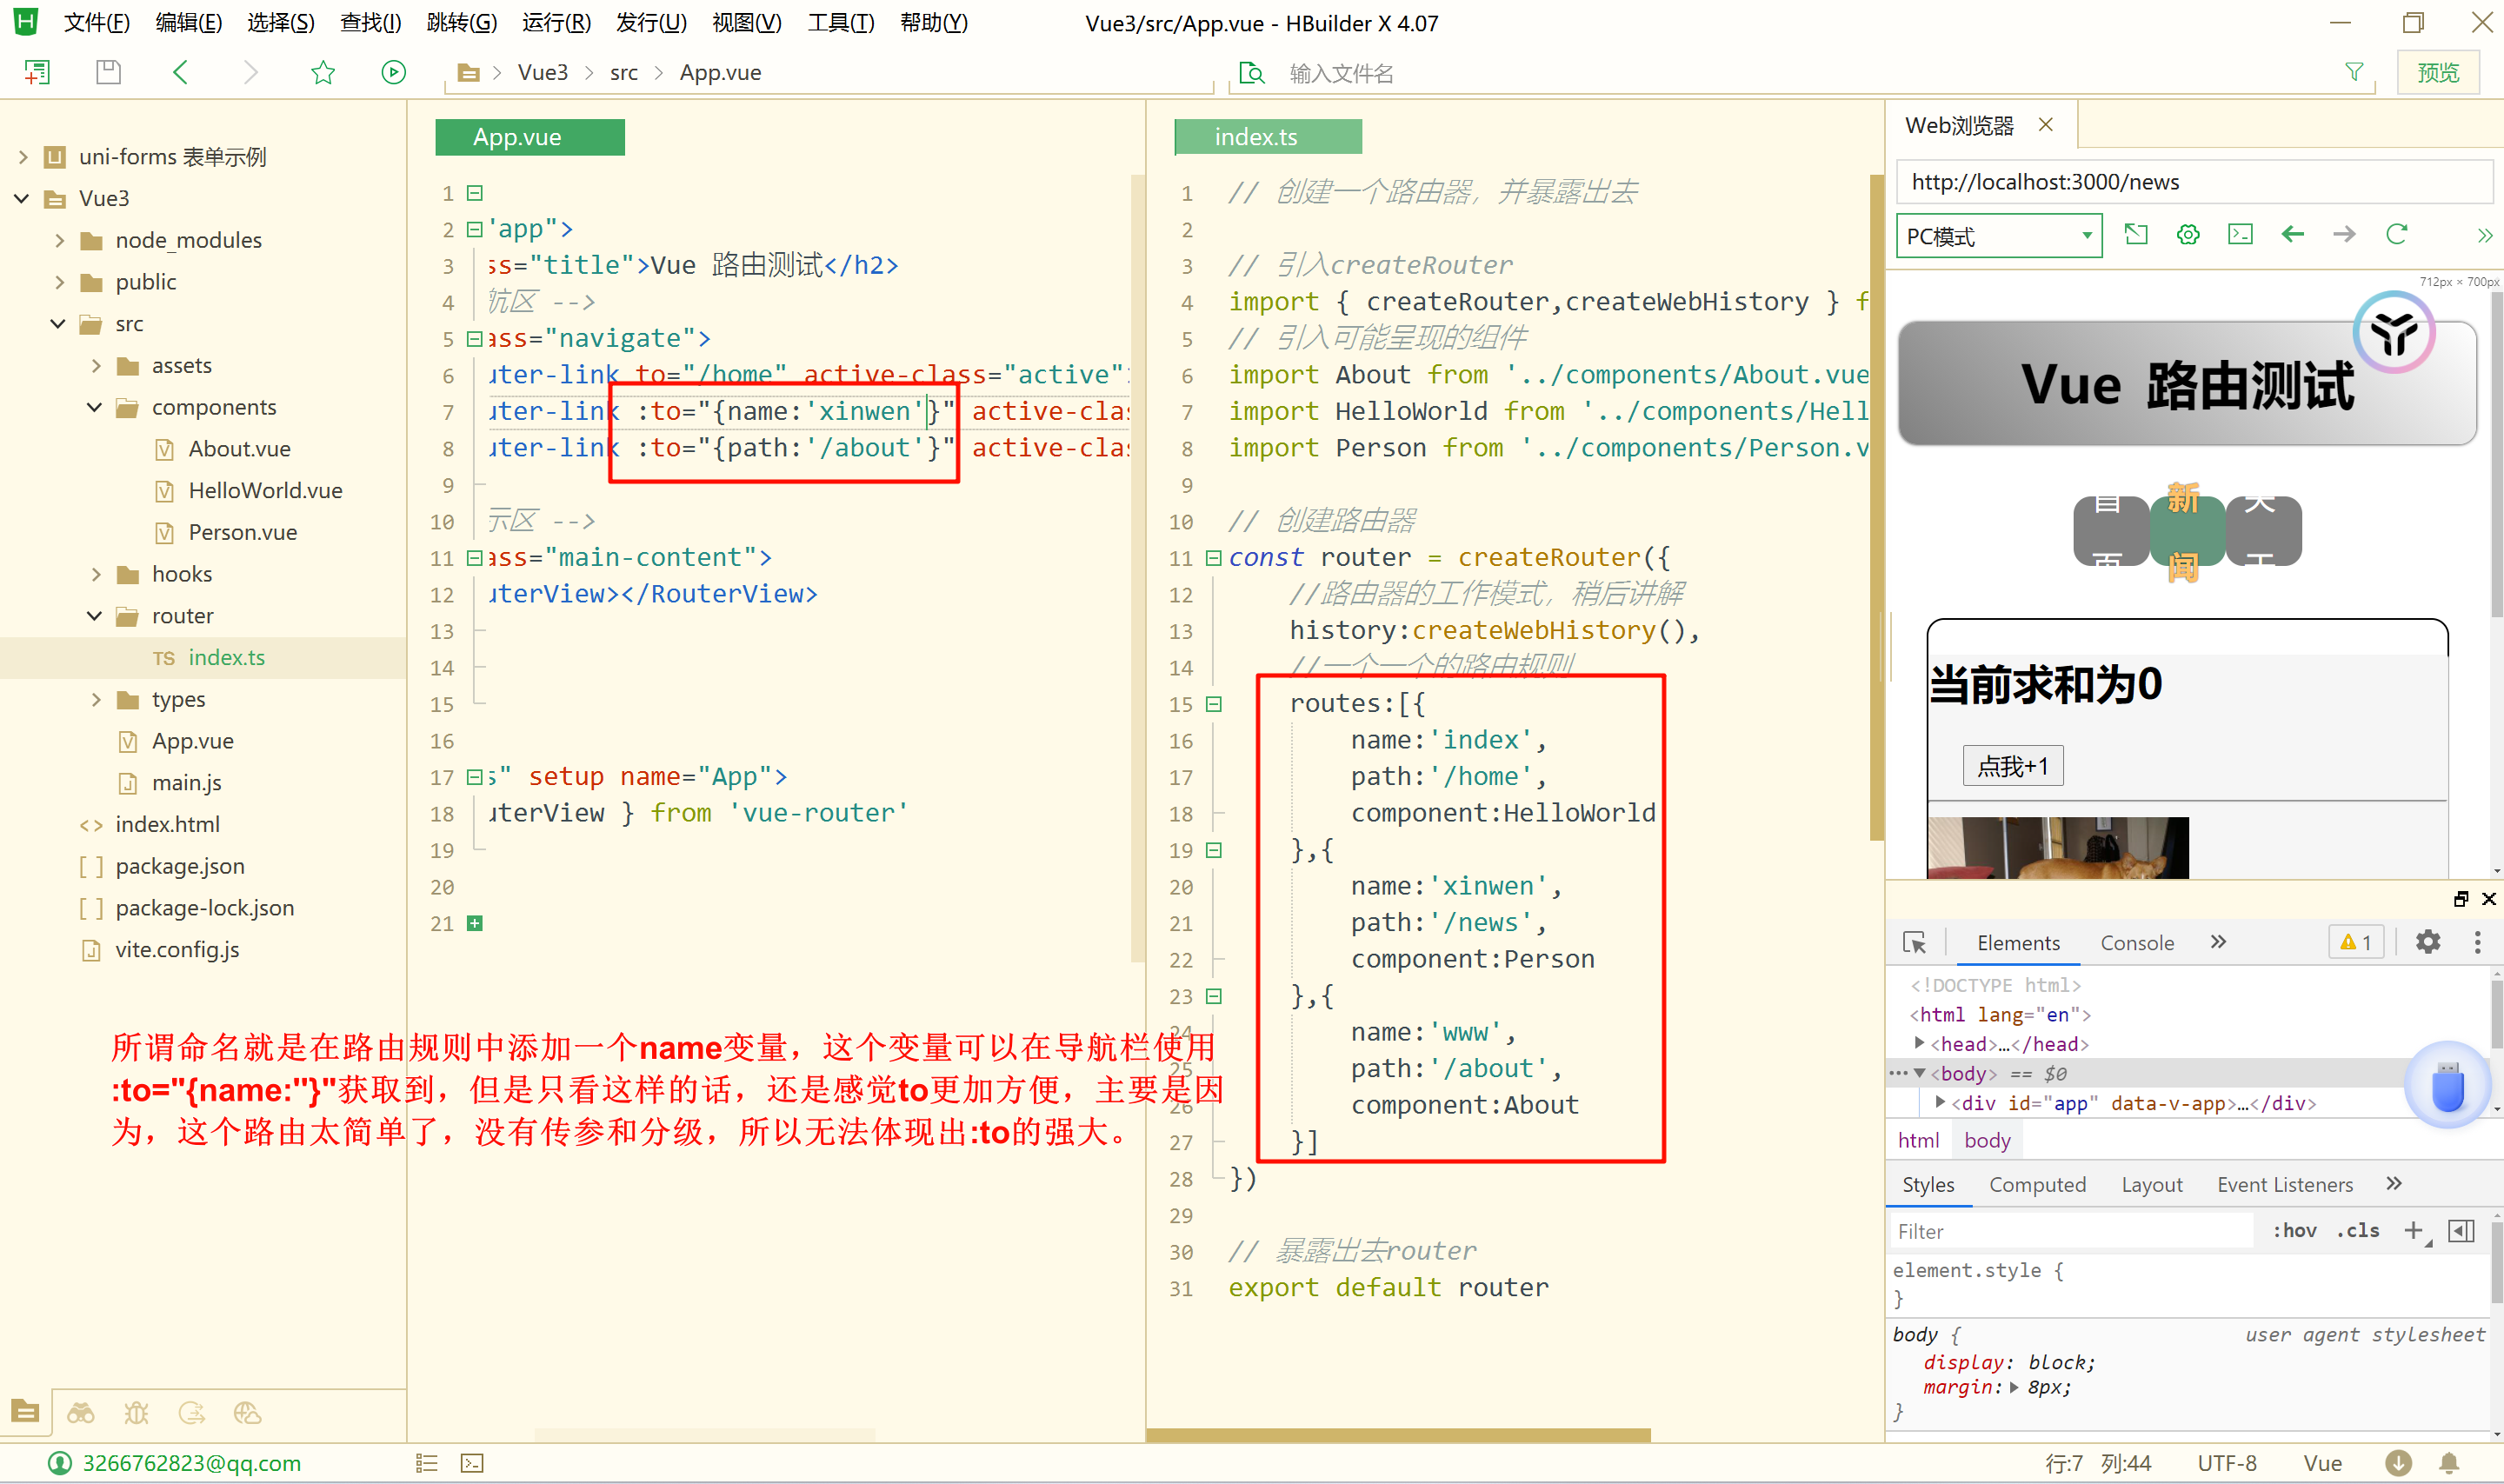 文件(F) 编辑(E) 选择(S) 查找(I) 跳转(G) 运行(R) 发行(U) 视图(V) 工具(T) 帮助(Y) Vue3/src/App.vue - HBuilder X 4.07
Vue3 src App.vue
输入文件名
预览
uni-forms 表单示例
Vue3
node_modules
public
src
assets
components
About.vue
HelloWorld.vue
Person.vue
hooks
router
TS index.ts
types
App.vue
main.js
index.html
package.json
package-lock.json
vite.config.js
App.vue
1
2 "app">
3 ss="title">Vue 路由测试</h2>
4 航区 -->
5 ass="navigate">
6 uter-link to="/home" active-class="active"
7 uter-link :to="{name:'xinwen'}" active-clas
8 uter-link :to="{path:'/about'}" active-clas
9
10 示区 -->
11 ass="main-content">
12 uterView></RouterView>
13
14
15
16
17 s" setup name="App">
18 uterView } from 'vue-router'
19
20
21
index.ts
1 // 创建一个路由器，并暴露出去
2
3 // 引入createRouter
4 import { createRouter,createWebHistory } f
5 // 引入可能呈现的组件
6 import About from '../components/About.vue
7 import HelloWorld from '../components/Hell
8 import Person from '../components/Person.v
9
10 // 创建路由器
11 const router = createRouter({
12 //路由器的工作模式，稍后讲解
13 history:createWebHistory(),
14 //一个一个的路由规则
15 routes:[{
16 name:'index',
17 path:'/home',
18 component:HelloWorld
19 },{
20 name:'xinwen',
21 path:'/news',
22 component:Person
23 },{
24 name:'www',
25 path:'/about',
26 component:About
27 }]
28 })
29
30 // 暴露出去router
31 export default router
所谓命名就是在路由规则中添加一个name变量，这个变量可以在导航栏使用
:to="{name:''}"获取到，但是只看这样的话，还是感觉to更加方便，主要是因
为，这个路由太简单了，没有传参和分级，所以无法体现出:to的强大。
Web浏览器
http://localhost:3000/news
PC模式
712px × 700px
Vue 路由测试
新闻
当前求和为0
点我+1
Elements Console 1
<!DOCTYPE html>
<html lang="en">
<head>…</head>
<body> == $0
<div id="app" data-v-app>…</div>
html body
Styles Computed Layout Event Listeners
Filter :hov .cls
element.style {
}
body { user agent stylesheet
display: block;
margin: 8px;
}
3266762823@qq.com
行:7 列:44 UTF-8 Vue